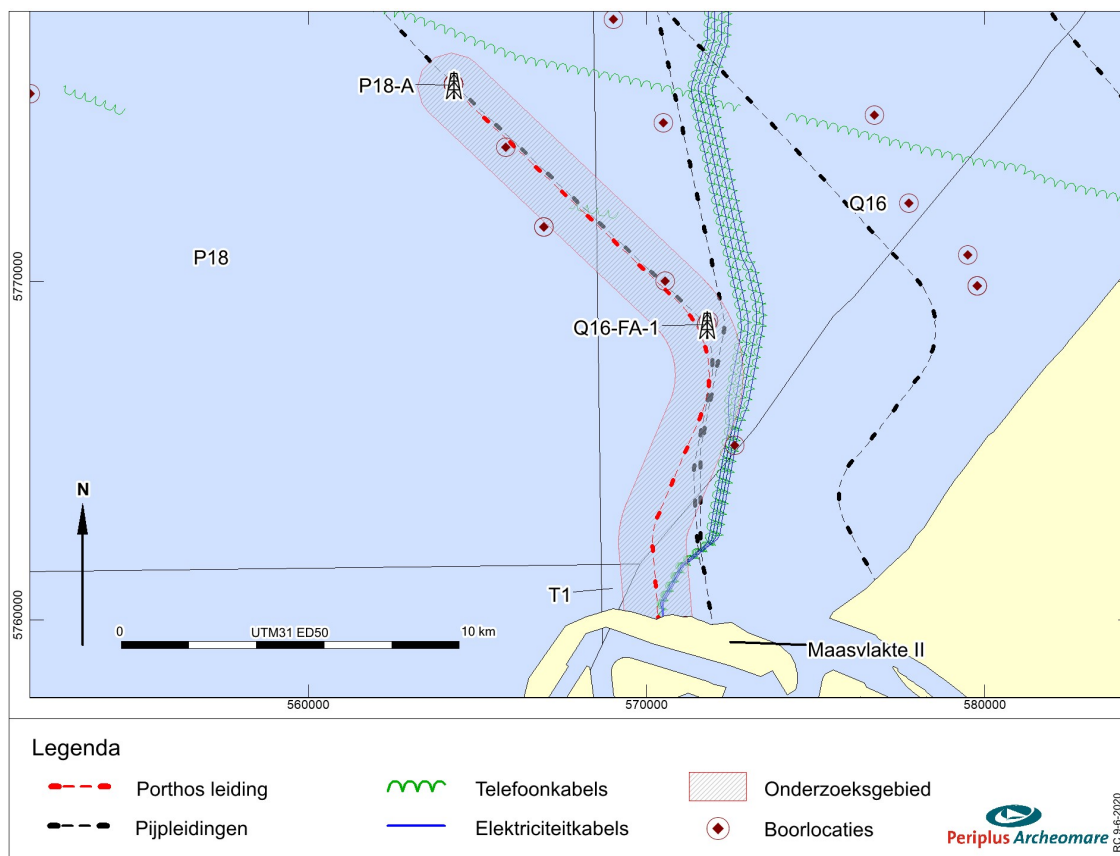 P18-A
Q16
P18
5770000
Q16-FA-1
N
T1
5760000
0
10 km
UTM31 ED50
Maasvlakte II
560000
570000
580000
Legenda
Porthos leiding
Telefoonkabels
Onderzoeksgebied
Pijpleidingen
Elektriciteitkabels
Boorlocaties
Periplus Archeomare
RC 9-6-2020